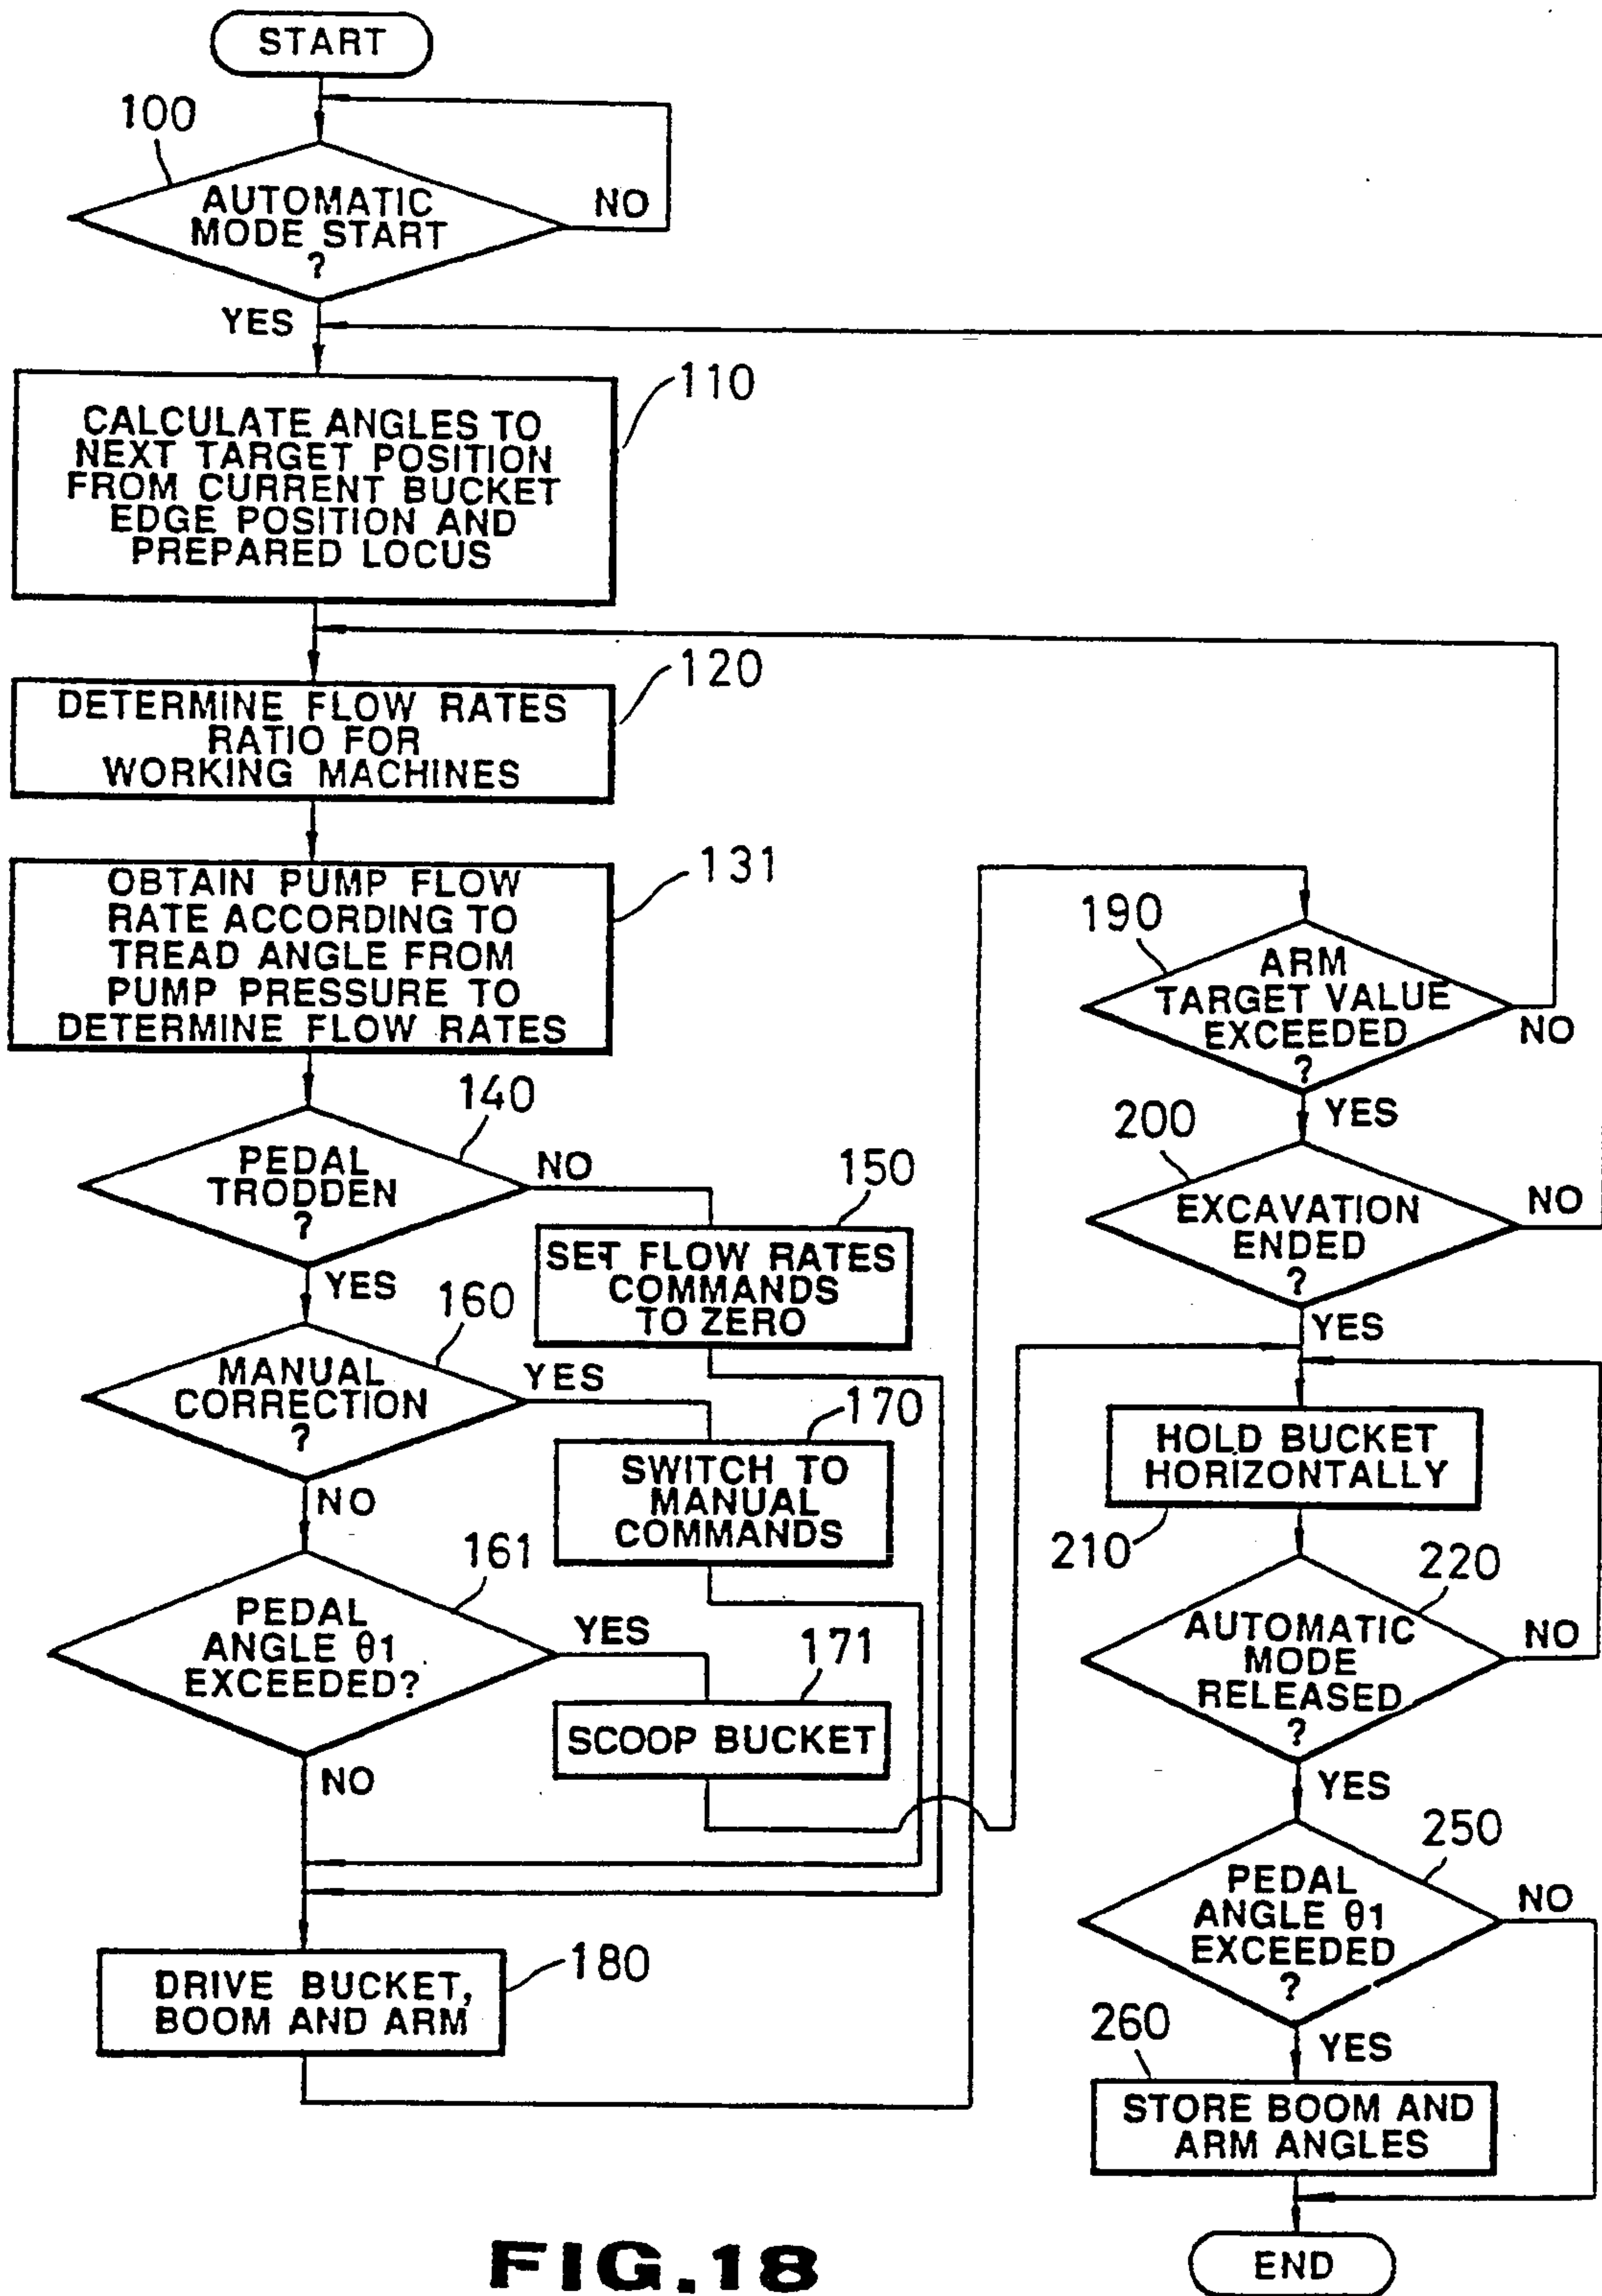 START
100
AUTOMATIC
MODE START
?
NO
YES
110
CALCULATE ANGLES TO
NEXT TARGET POSITION
FROM CURRENT BUCKET
EDGE POSITION AND
PREPARED LOCUS
120
DETERMINE FLOW RATES
RATIO FOR
WORKING MACHINES
131
OBTAIN PUMP FLOW
RATE ACCORDING TO
TREAD ANGLE FROM
PUMP PRESSURE TO
DETERMINE FLOW RATES
140
PEDAL
TRODDEN
?
NO
YES
150
SET FLOW RATES
COMMANDS
TO ZERO
160
MANUAL
CORRECTION
?
YES
NO
170
SWITCH TO
MANUAL
COMMANDS
161
PEDAL
ANGLE θ1
EXCEEDED?
YES
NO
171
SCOOP BUCKET
180
DRIVE BUCKET,
BOOM AND ARM
190
ARM
TARGET VALUE
EXCEEDED
?
NO
YES
200
EXCAVATION
ENDED
?
NO
YES
HOLD BUCKET
HORIZONTALLY
210
220
AUTOMATIC
MODE
RELEASED
?
NO
YES
250
PEDAL
ANGLE θ1
EXCEEDED
?
NO
YES
260
STORE BOOM AND
ARM ANGLES
END
FIG.18